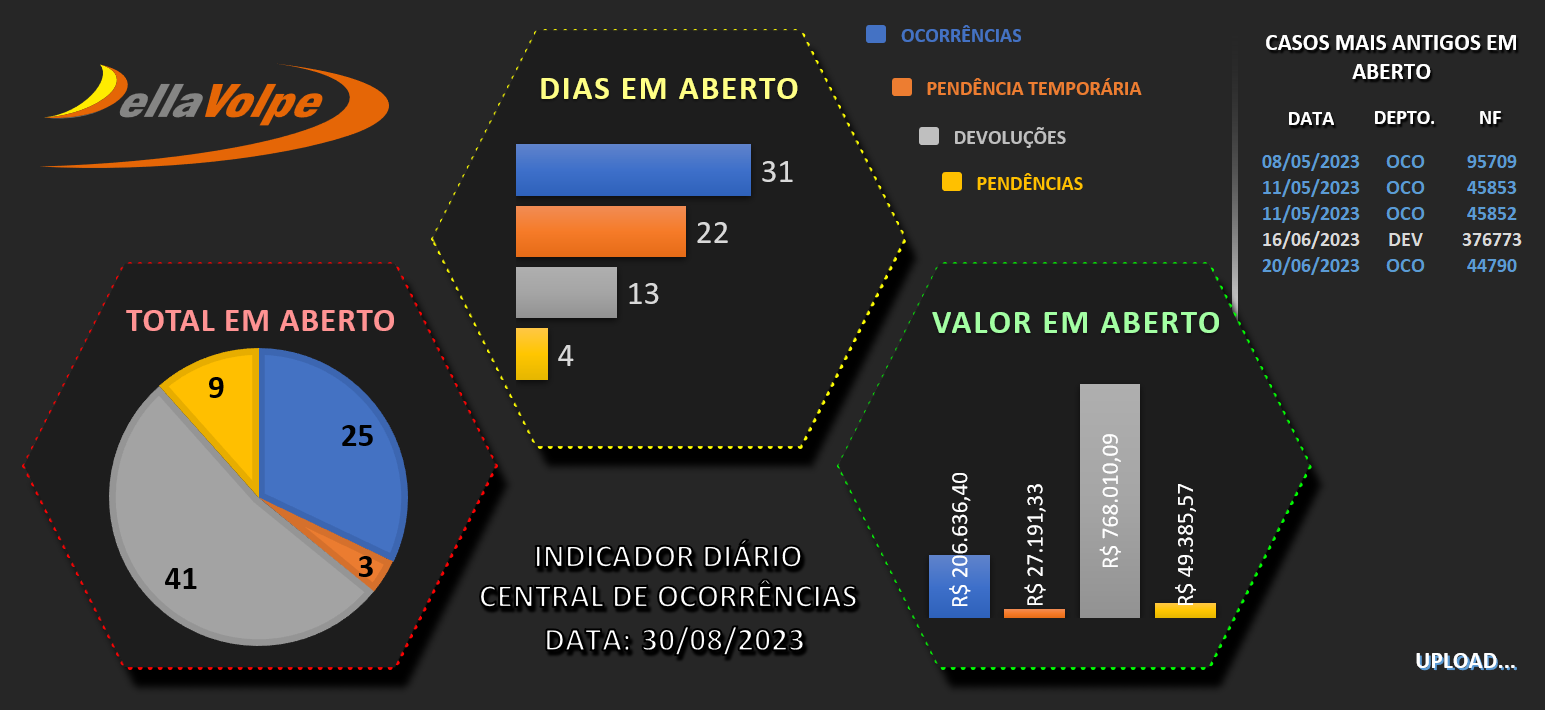 DellaVolpe
DIAS EM ABERTO
31
22
13
4
OCORRÊNCIAS
PENDÊNCIA TEMPORÁRIA
DEVOLUÇÕES
PENDÊNCIAS
CASOS MAIS ANTIGOS EM
ABERTO
DATA DEPTO. NF
08/05/2023 OCO 95709
11/05/2023 OCO 45853
11/05/2023 OCO 45852
16/06/2023 DEV 376773
20/06/2023 OCO 44790
TOTAL EM ABERTO
9
25
3
41
INDICADOR DIÁRIO
CENTRAL DE OCORRÊNCIAS
DATA: 30/08/2023
VALOR EM ABERTO
R$ 206.636,40
R$ 27.191,33
R$ 768.010,09
R$ 49.385,57
UPLOAD...